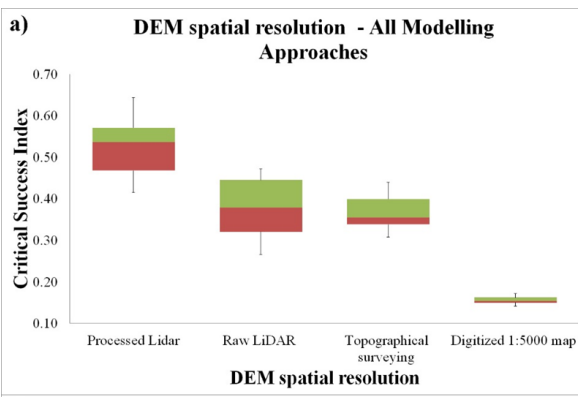 a)
DEM spatial resolution - All Modelling
Approaches
Critical Success Index
0.70
0.60
0.50
0.40
0.30
0.20
0.10
Processed Lidar
Raw LiDAR
Topographical
surveying
Digitized 1:5000 map
DEM spatial resolution